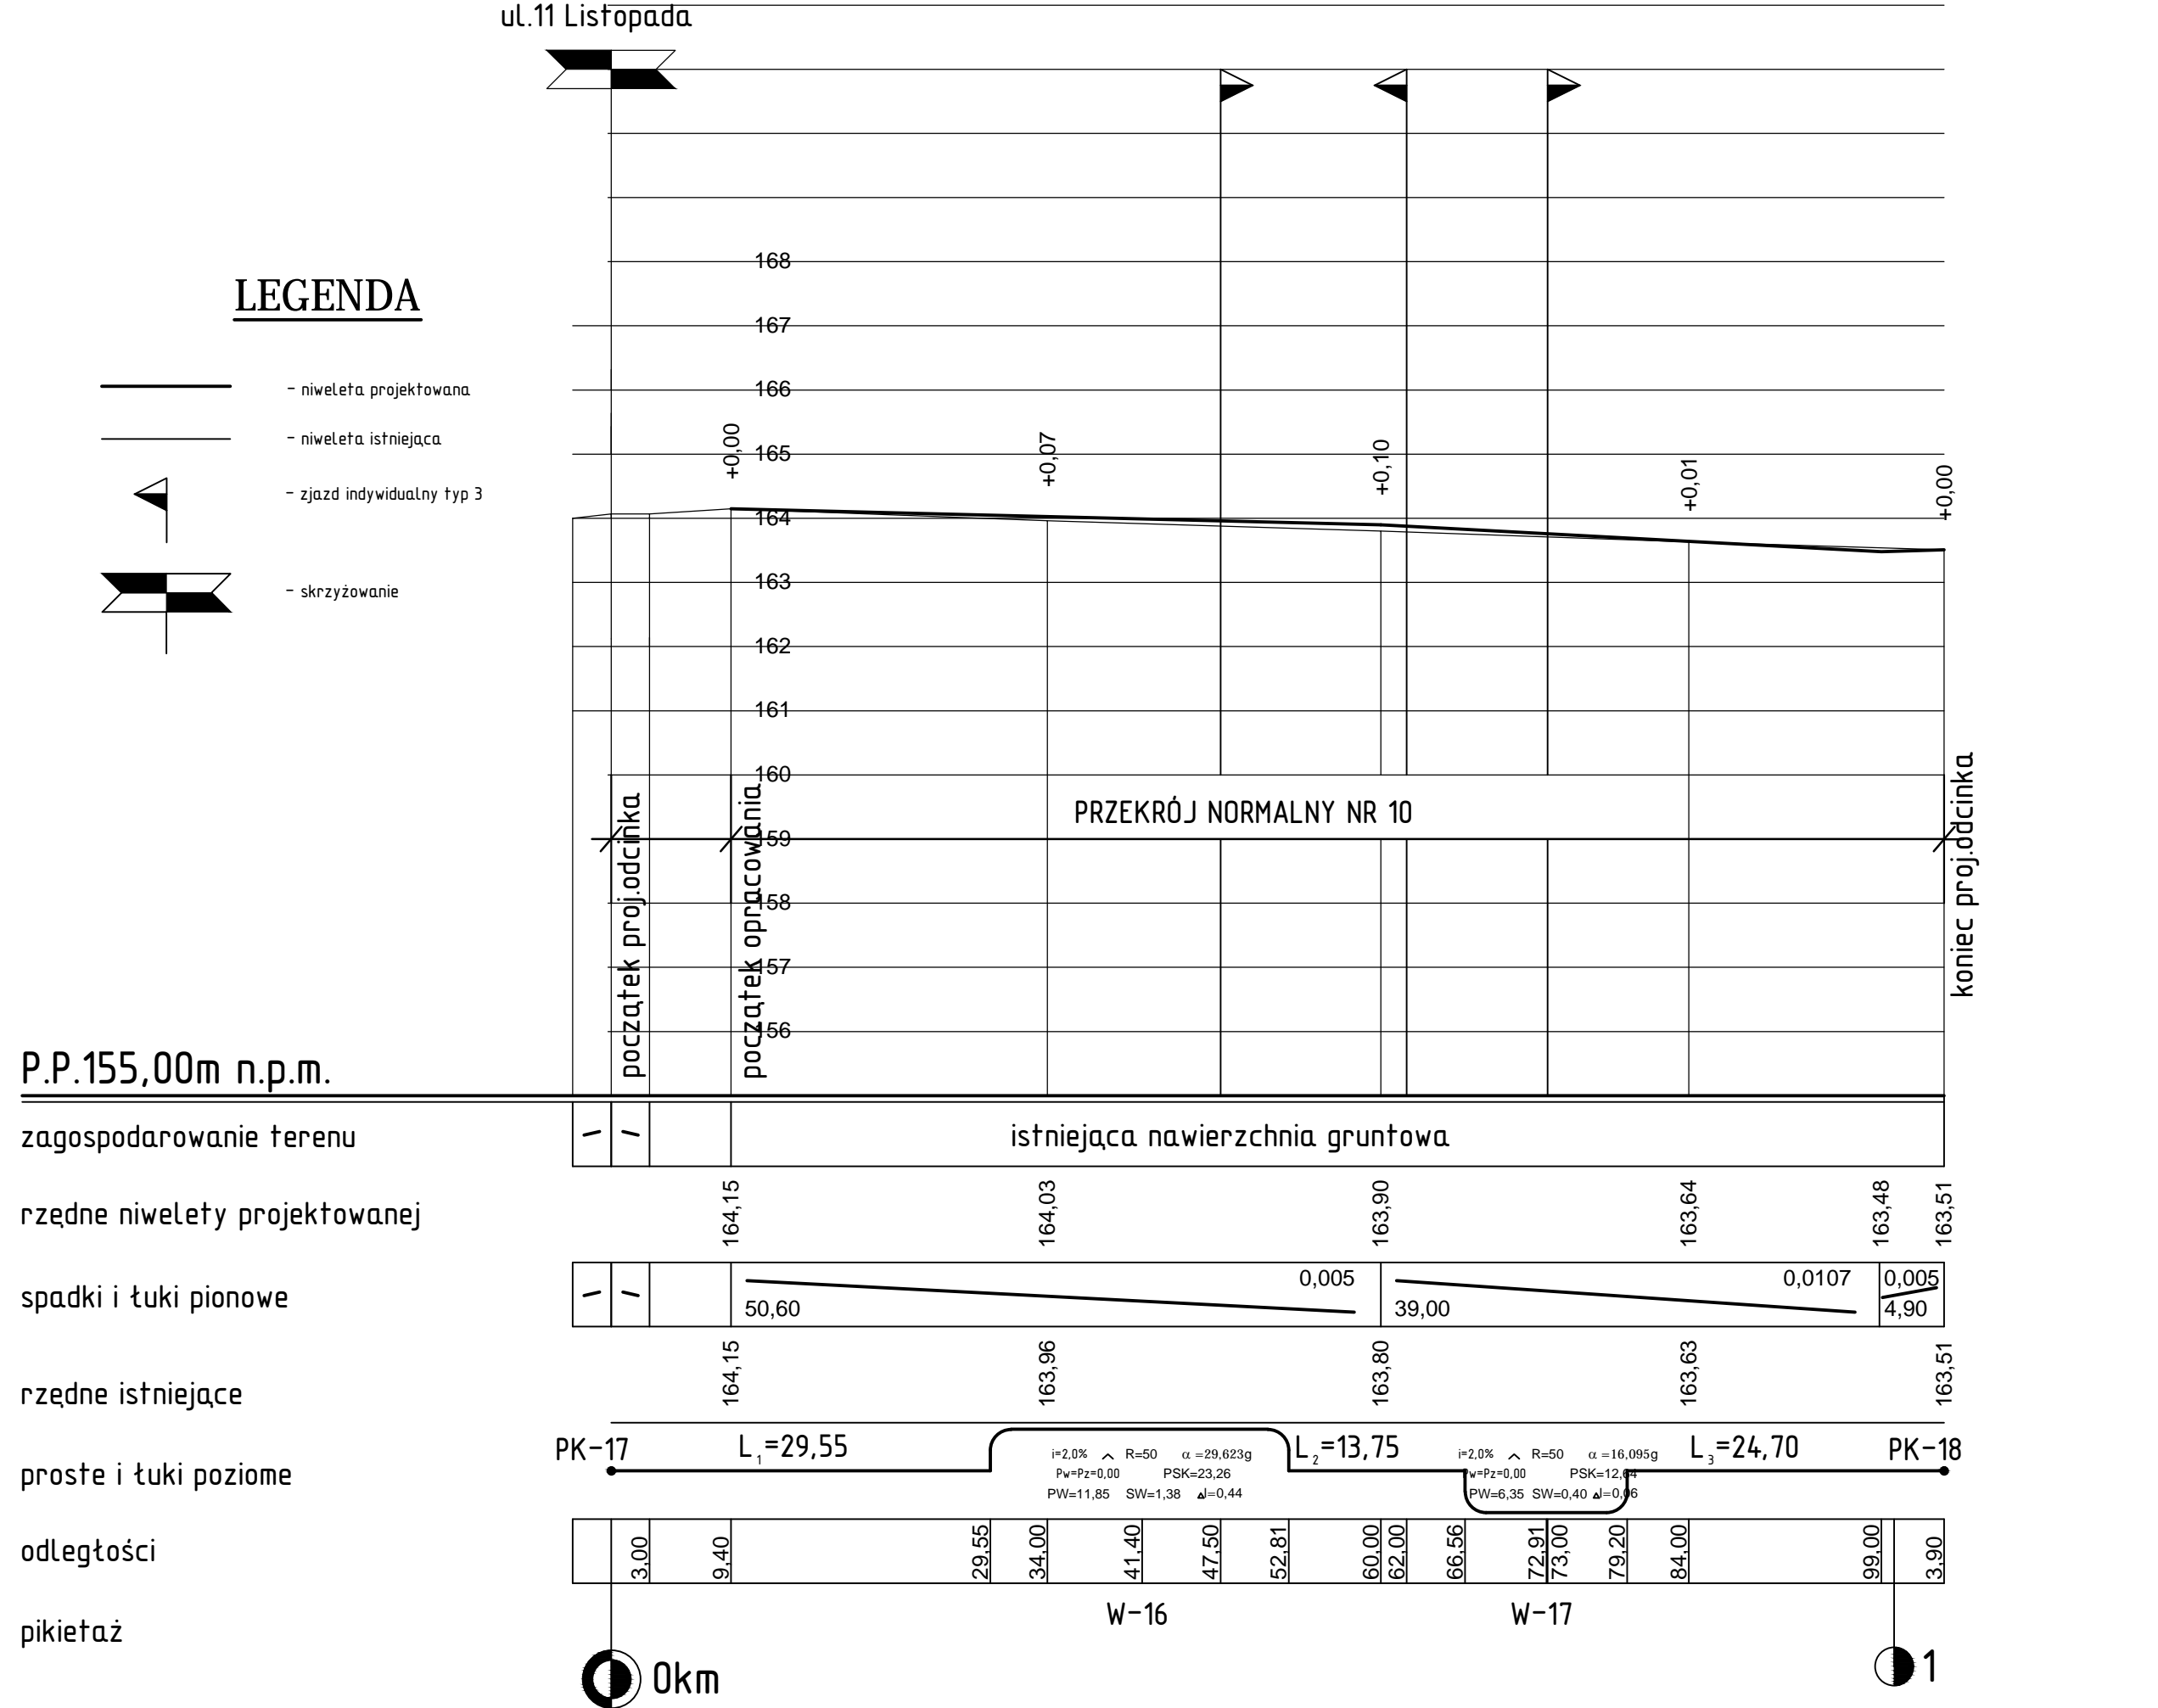 ul.11 Listopada
168
LEGENDA
167
- niweleta projektowana
166
- niweleta istniejąca
165
+0,00
+0,07
+0,10
+0,01
+0,00
- zjazd indywidualny typ 3
164
163
- skrzyżowanie
162
161
160
PRZEKRÓJ NORMALNY NR 10
159
158
157
156
początek proj.odcinka
początek opracowania
koniec proj.odcinka
P.P.155,00m n.p.m.
zagospodarowanie terenu
istniejąca nawierzchnia gruntowa
rzędne niwelety projektowanej
164,15
164,03
163,90
163,64
163,48
163,51
spadki i łuki pionowe
0,005
0,0107
0,005
50,60
39,00
4,90
rzędne istniejące
164,15
163,96
163,80
163,63
163,51
proste i łuki poziome
PK-17
L1=29,55
i=2,0% R=50 α=29,623g
Pw=Pz=0,00 PSK=23,26
PW=11,85 SW=1,38 Δl=0,44
L2=13,75
i=2,0% R=50 α=16,095g
Pw=Pz=0,00 PSK=12,64
PW=6,35 SW=0,40 Δl=0,06
L3=24,70
PK-18
odległości
3,00
9,40
29,55
34,00
41,40
47,50
52,81
60,00
62,00
66,56
72,91
73,00
79,20
84,00
99,00
3,90
W-16
W-17
pikietaż
0km
1